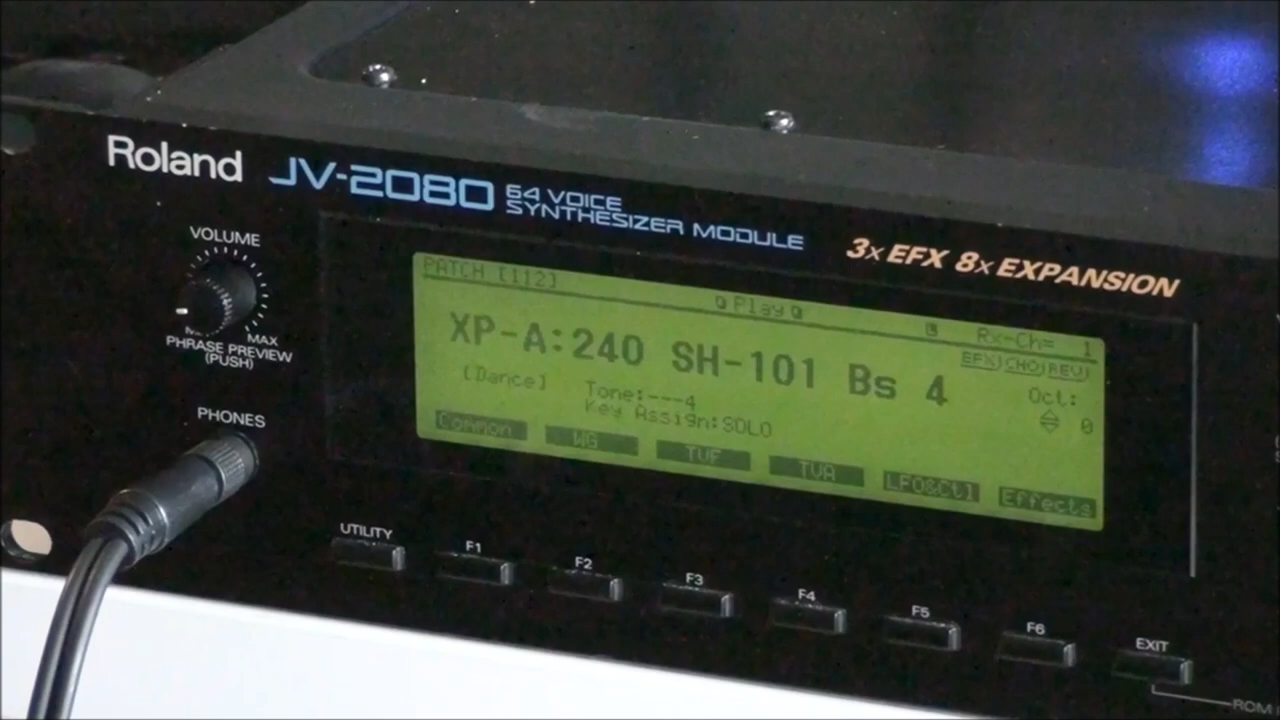 Roland JV-2080 64 VOICE
SYNTHESIZER MODULE
3x EFX 8x EXPANSION
VOLUME
MAX
PHRASE PREVIEW
(PUSH)
PHONES
PATCH [112]
Play
Rx-Ch= 1
XP-A:240 SH-101 Bs 4
EFX|CHO|REV
[Dance]
Tone:---4
Key Assign:SOLO
Oct:
0
Common WG TVF TVA LFO&Ctl Effects
UTILITY F1 F2 F3 F4 F5 F6 EXIT
ROM